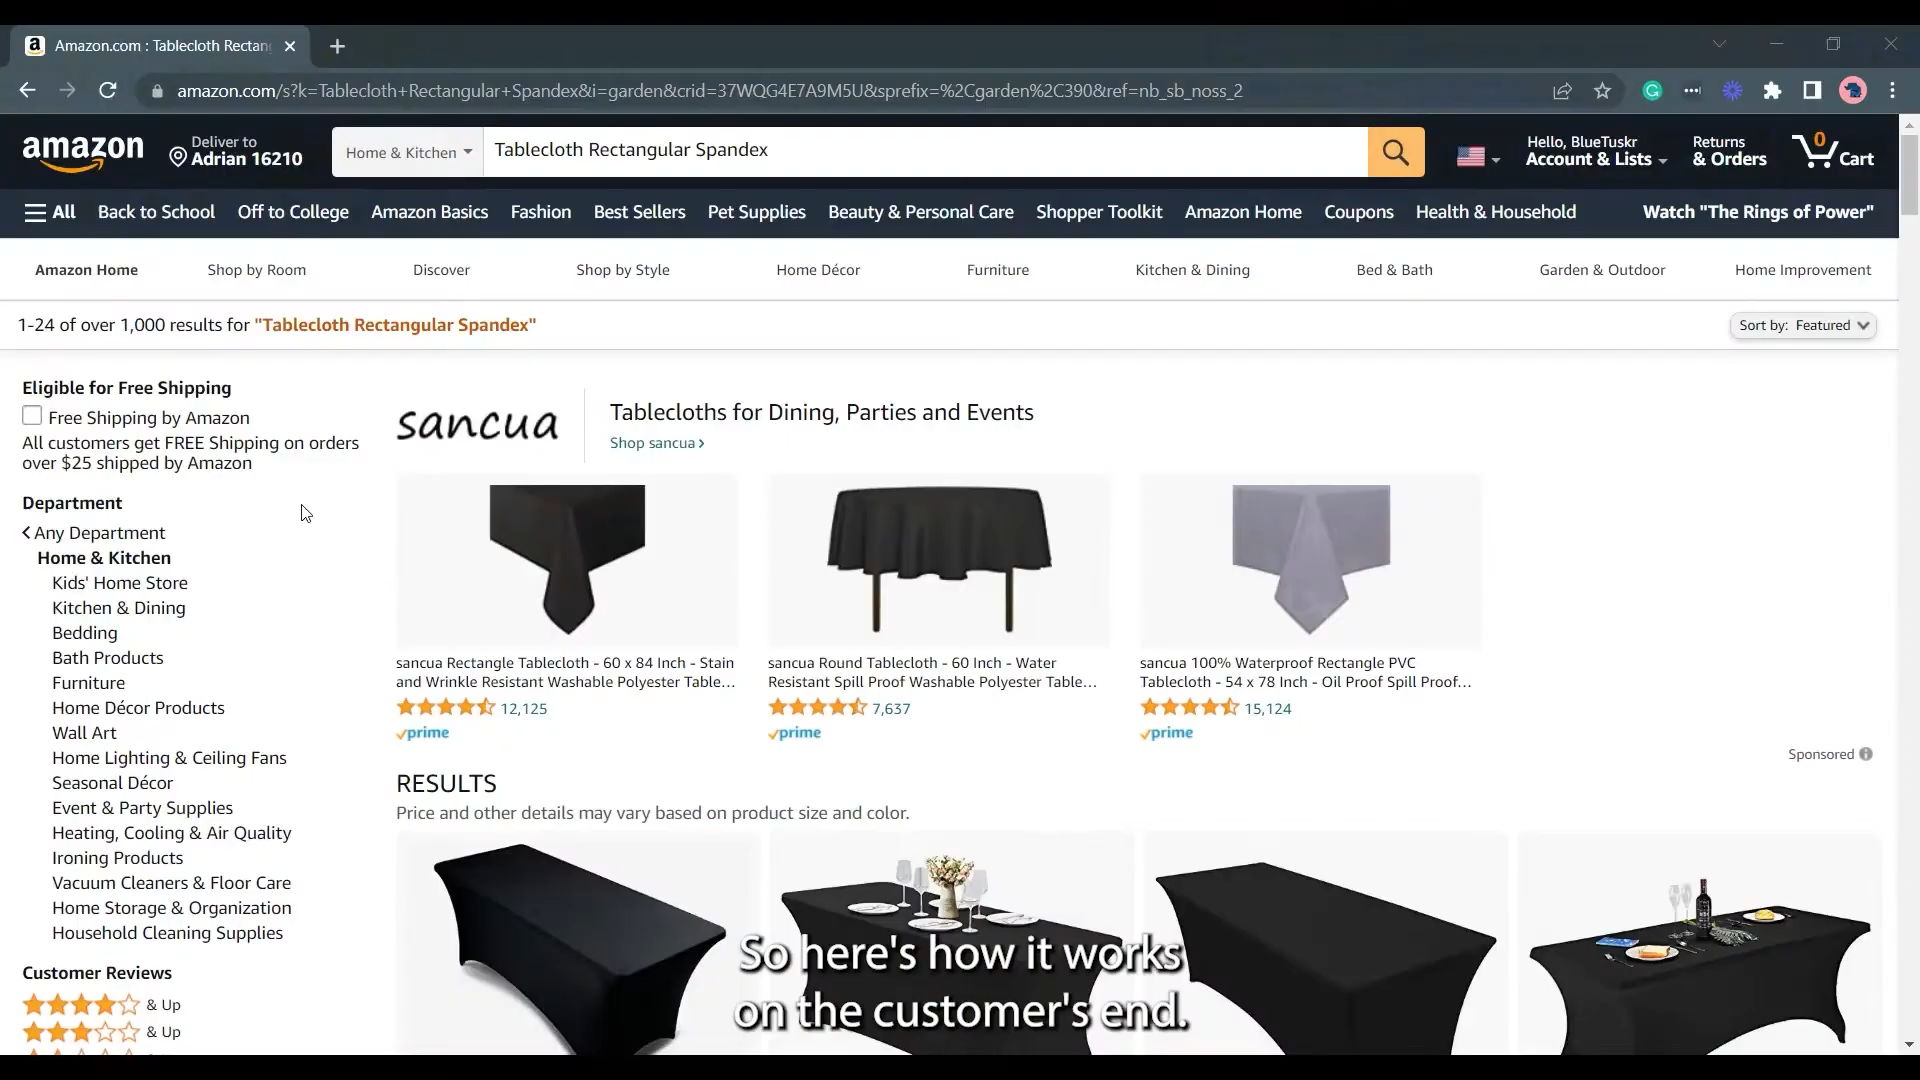 Amazon.com : Tablecloth Rectang
amazon.com/s?k=Tablecloth+Rectangular+Spandex&i=garden&crid=37WQG4E7A9M5U&sprefix=%2Cgarden%2C390&ref=nb_sb_noss_2
amazon
Deliver to
Adrian 16210
Home & Kitchen
Tablecloth Rectangular Spandex
Hello, BlueTuskr
Account & Lists
Returns
& Orders
0
Cart
All
Back to School
Off to College
Amazon Basics
Fashion
Best Sellers
Pet Supplies
Beauty & Personal Care
Shopper Toolkit
Amazon Home
Coupons
Health & Household
Watch "The Rings of Power"
Amazon Home
Shop by Room
Discover
Shop by Style
Home Décor
Furniture
Kitchen & Dining
Bed & Bath
Garden & Outdoor
Home Improvement
1-24 of over 1,000 results for "Tablecloth Rectangular Spandex"
Sort by: Featured
Eligible for Free Shipping
Free Shipping by Amazon
All customers get FREE Shipping on orders
over $25 shipped by Amazon
Department
Any Department
Home & Kitchen
Kids' Home Store
Kitchen & Dining
Bedding
Bath Products
Furniture
Home Décor Products
Wall Art
Home Lighting & Ceiling Fans
Seasonal Décor
Event & Party Supplies
Heating, Cooling & Air Quality
Ironing Products
Vacuum Cleaners & Floor Care
Home Storage & Organization
Household Cleaning Supplies
Customer Reviews
& Up
& Up
sancua
Tablecloths for Dining, Parties and Events
Shop sancua ›
sancua Rectangle Tablecloth - 60 x 84 Inch - Stain
and Wrinkle Resistant Washable Polyester Table...
12,125
prime
sancua Round Tablecloth - 60 Inch - Water
Resistant Spill Proof Washable Polyester Table...
7,637
prime
sancua 100% Waterproof Rectangle PVC
Tablecloth - 54 x 78 Inch - Oil Proof Spill Proof...
15,124
prime
Sponsored
RESULTS
Price and other details may vary based on product size and color.
So here's how it works
on the customer's end.